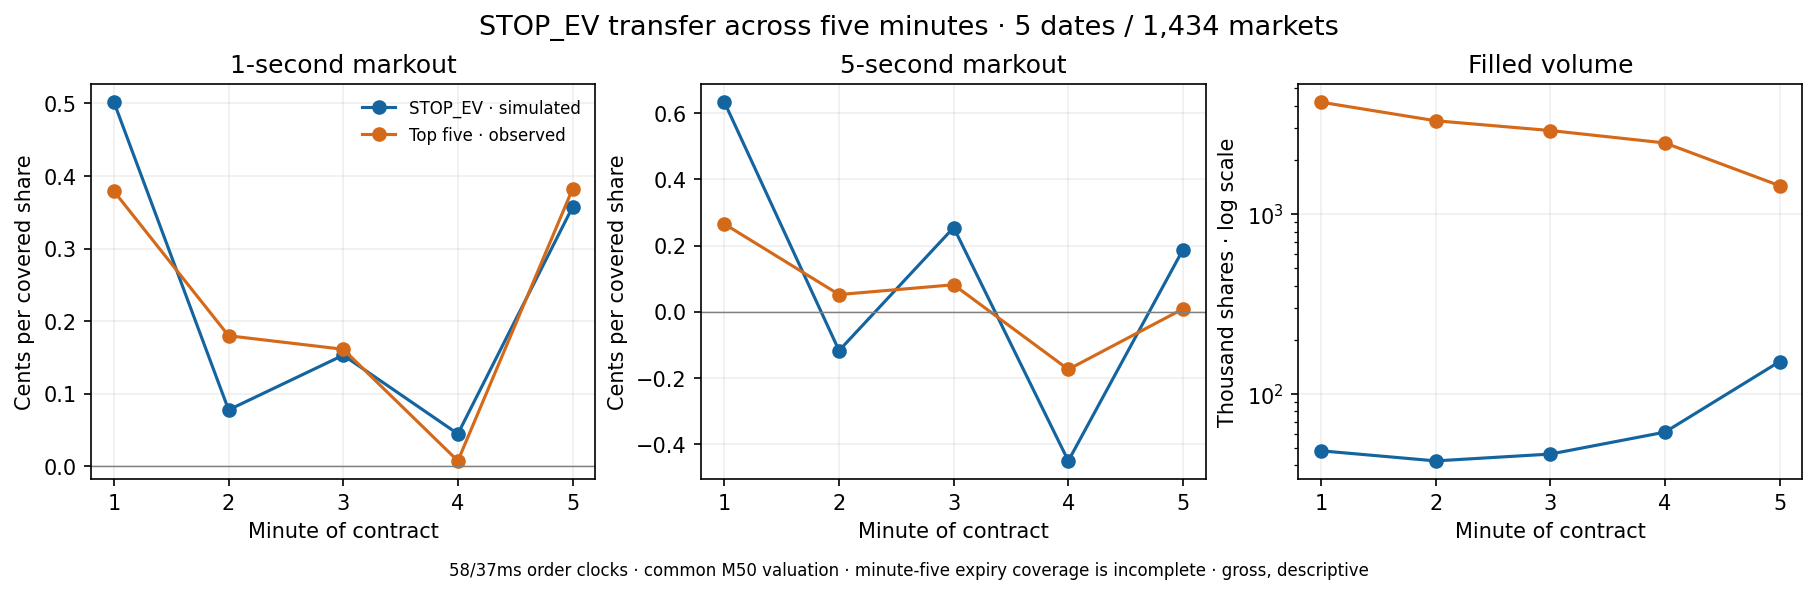 STOP_EV transfer across five minutes · 5 dates / 1,434 markets
1-second markout
Cents per covered share
0.5
0.4
0.3
0.2
0.1
0.0
STOP_EV · simulated
Top five · observed
1 2 3 4 5
Minute of contract
5-second markout
Cents per covered share
0.6
0.4
0.2
0.0
−0.2
−0.4
1 2 3 4 5
Minute of contract
Filled volume
Thousand shares · log scale
10³
10²
1 2 3 4 5
Minute of contract
58/37ms order clocks · common M50 valuation · minute-five expiry coverage is incomplete · gross, descriptive